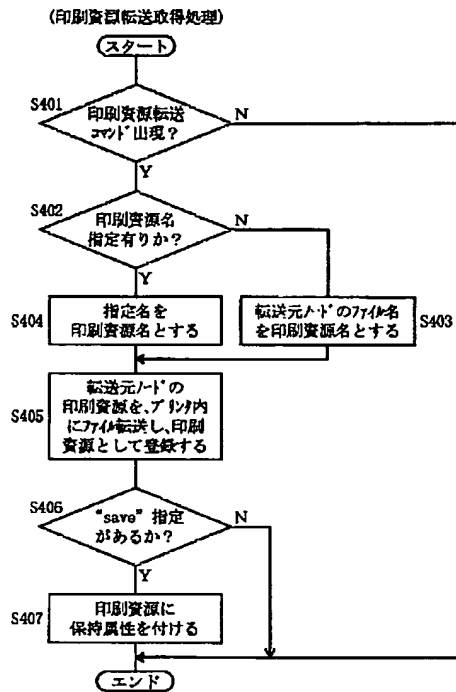 (印刷資源転送取得処理)
スタート
S401
印刷資源転送
コマンド出現？
N
Y
S402
印刷資源名
指定有りか？
N
Y
S404
指定名を
印刷資源名とする
転送元ノードのファイル名
を印刷資源名とする
S403
S405
転送元ノードの
印刷資源を、プリンタ内
にファイル転送し、印刷
資源として登録する
S406
“save”指定
があるか？
N
Y
S407
印刷資源に
保持属性を付ける
エンド